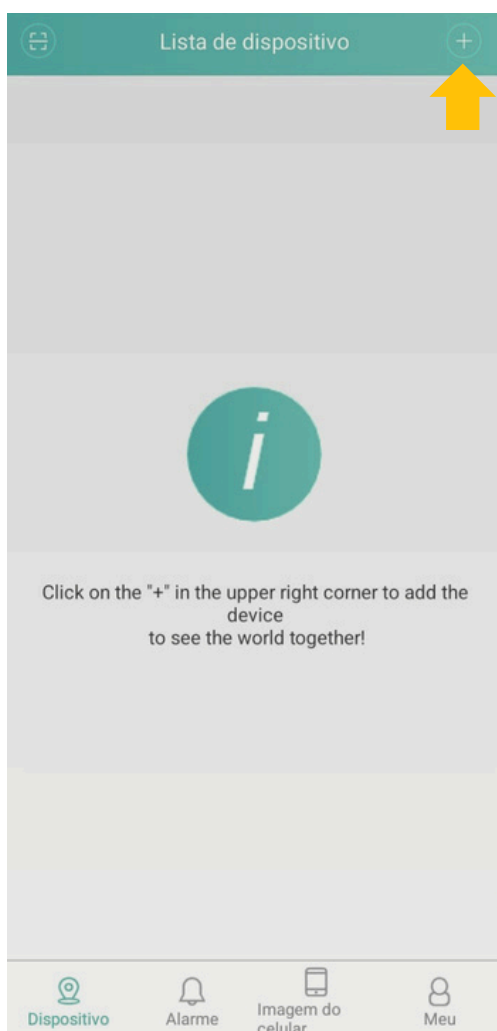 Lista de dispositivo
i
Click on the "+" in the upper right corner to add the
device
to see the world together!
Dispositivo
Alarme
Imagem do
celular
Meu